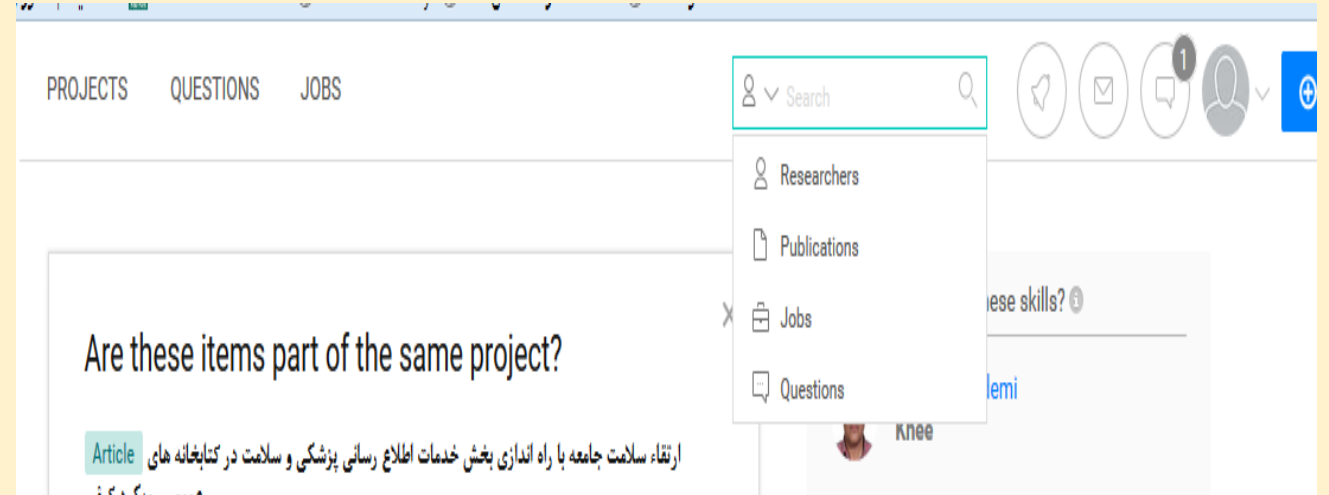 PROJECTS QUESTIONS JOBS
Search
1
Researchers
Publications
Jobs
Questions
ese skills?
Are these items part of the same project?
lemi
Khee
Article ارتقاء سلامت جامعه با راه اندازی بخش خدمات اطلاع رسانی پزشکی و سلامت در کتابخانه های